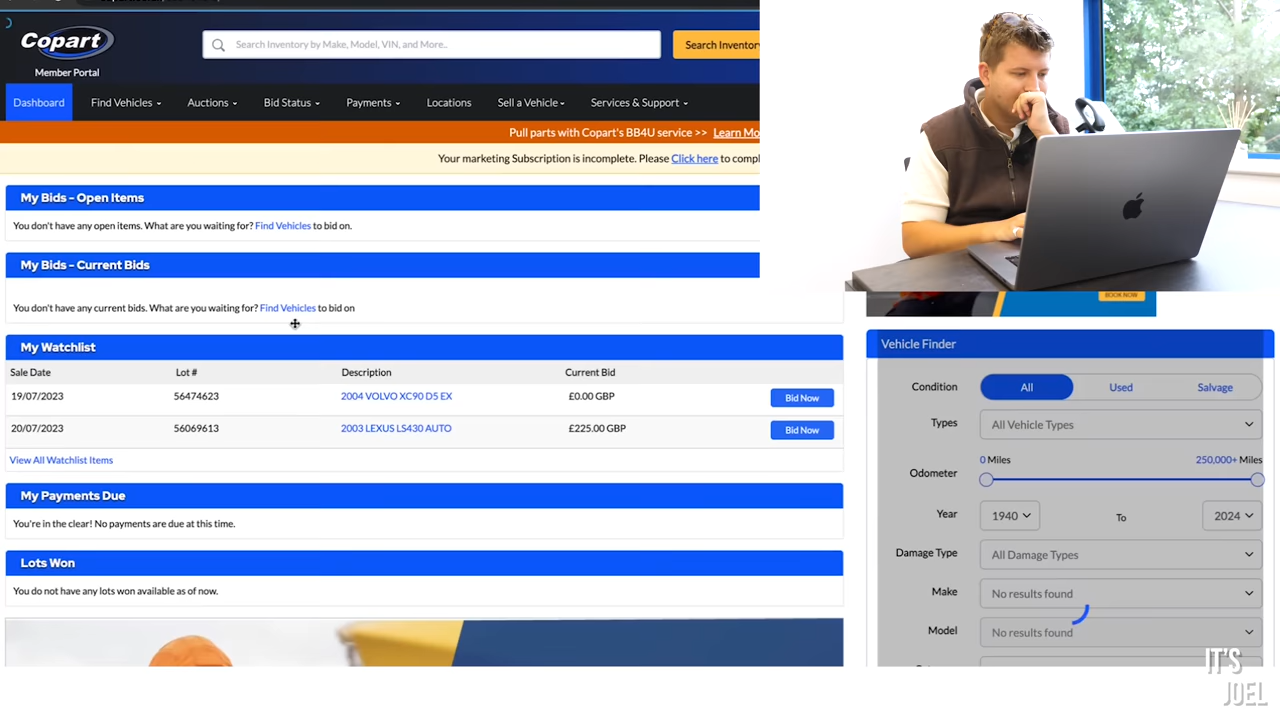 Copart
Member Portal
Search Inventory by Make, Model, VIN, and More..
Search Inventory
Dashboard
Find Vehicles
Auctions
Bid Status
Payments
Locations
Sell a Vehicle
Services & Support
Pull parts with Copart's BB4U service >> Learn Mo
Your marketing Subscription is incomplete. Please Click here to compl
My Bids - Open Items
You don't have any open items. What are you waiting for? Find Vehicles to bid on.
My Bids - Current Bids
You don't have any current bids. What are you waiting for? Find Vehicles to bid on
My Watchlist
Sale Date Lot # Description Current Bid
19/07/2023 56474623 2004 VOLVO XC90 D5 EX £0.00 GBP Bid Now
20/07/2023 56069613 2003 LEXUS LS430 AUTO £225.00 GBP Bid Now
View All Watchlist Items
My Payments Due
You're in the clear! No payments are due at this time.
Lots Won
You do not have any lots won available as of now.
BOOK NOW
Vehicle Finder
Condition All Used Salvage
Types All Vehicle Types
0 Miles 250,000+ Miles
Odometer
Year 1940 To 2024
Damage Type All Damage Types
Make No results found
Model No results found
IT'S
JOEL